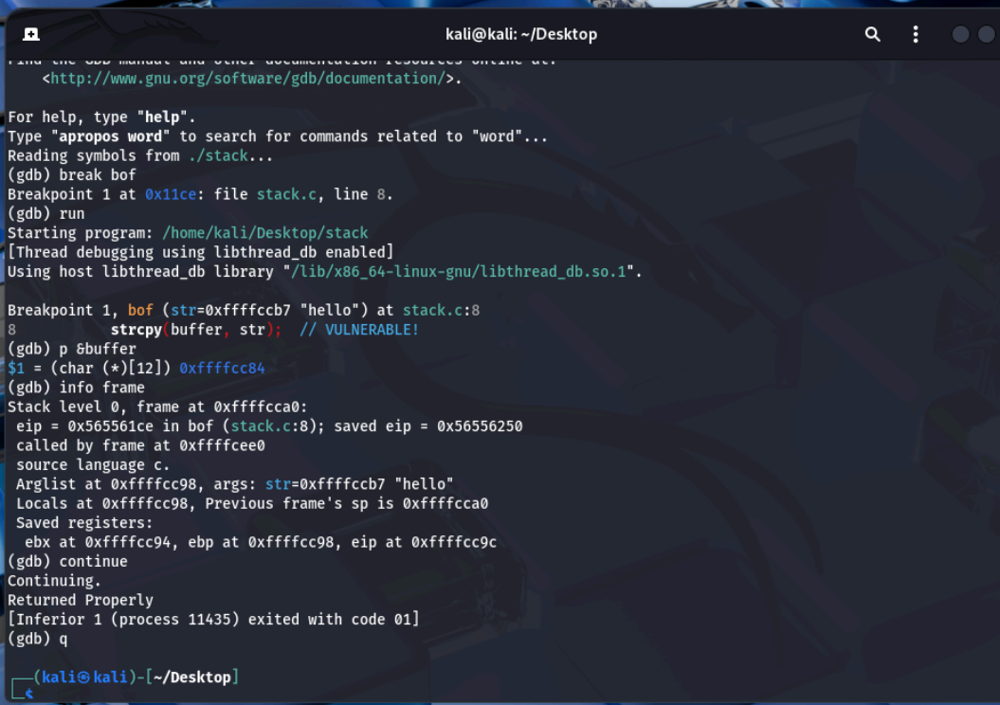 kali@kali: ~/Desktop
Find the GDB manual and other documentation resources online at:
<http://www.gnu.org/software/gdb/documentation/>.
For help, type "help".
Type "apropos word" to search for commands related to "word"...
Reading symbols from ./stack...
(gdb) break bof
Breakpoint 1 at 0x11ce: file stack.c, line 8.
(gdb) run
Starting program: /home/kali/Desktop/stack
[Thread debugging using libthread_db enabled]
Using host libthread_db library "/lib/x86_64-linux-gnu/libthread_db.so.1".
Breakpoint 1, bof (str=0xffffccb7 "hello") at stack.c:8
8 strcpy(buffer, str); // VULNERABLE!
(gdb) p &buffer
$1 = (char (*)[12]) 0xffffcc84
(gdb) info frame
Stack level 0, frame at 0xffffcca0:
eip = 0x565561ce in bof (stack.c:8); saved eip = 0x56556250
called by frame at 0xffffcee0
source language c.
Arglist at 0xffffcc98, args: str=0xffffccb7 "hello"
Locals at 0xffffcc98, Previous frame's sp is 0xffffcca0
Saved registers:
ebx at 0xffffcc94, ebp at 0xffffcc98, eip at 0xffffcc9c
(gdb) continue
Continuing.
Returned Properly
[Inferior 1 (process 11435) exited with code 01]
(gdb) q
(kali㉿kali)-[~/Desktop]